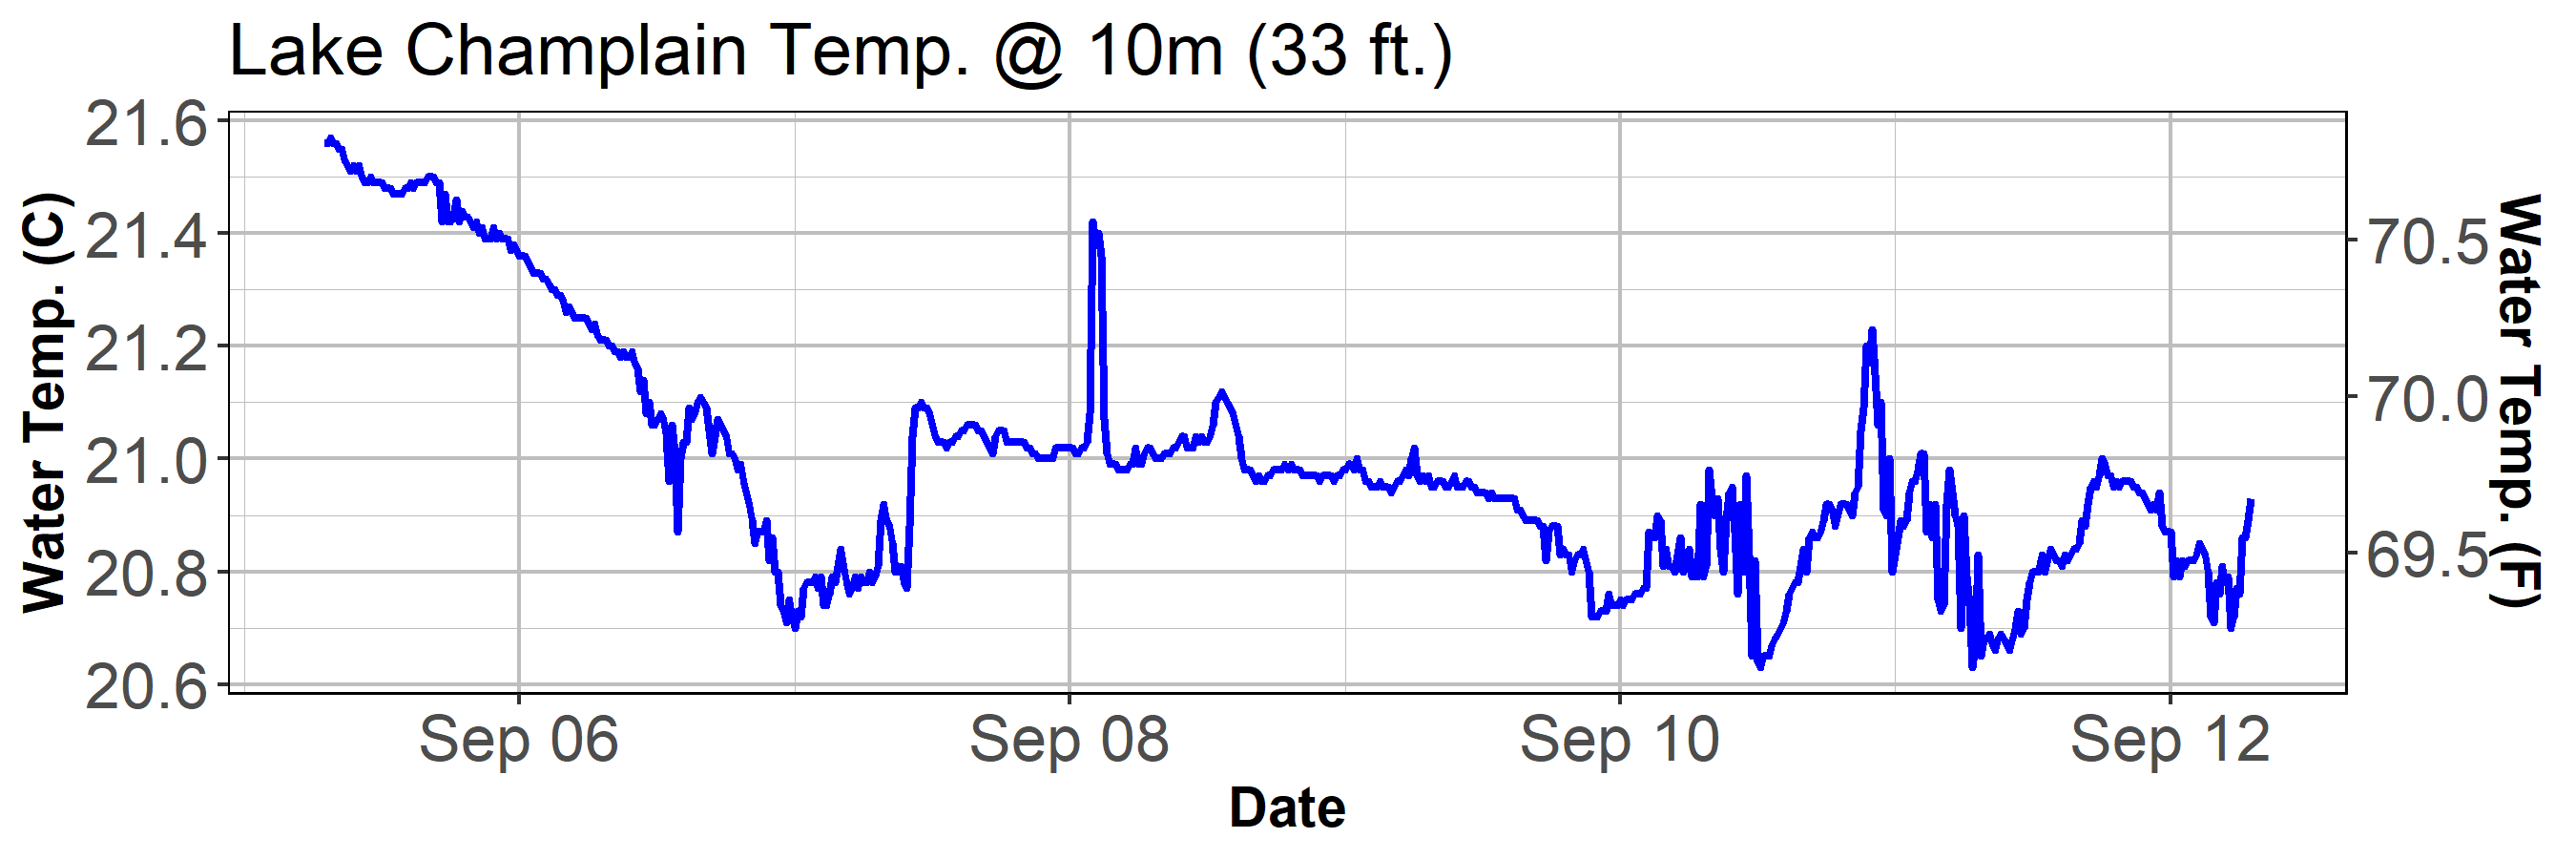 Lake Champlain Temp. @ 10m (33 ft.)
Water Temp. (C)
21.6
21.4
21.2
21.0
20.8
20.6
70.5
70.0
69.5
Water Temp. (F)
Sep 06 Sep 08 Sep 10 Sep 12
Date